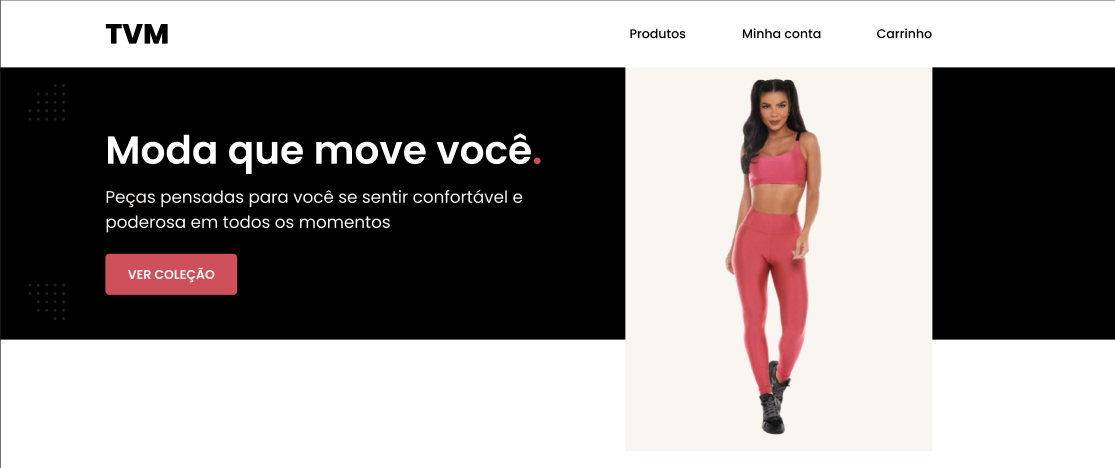 TVM
Produtos
Minha conta
Carrinho
Moda que move você.
Peças pensadas para você se sentir confortável e
poderosa em todos os momentos
VER COLEÇÃO